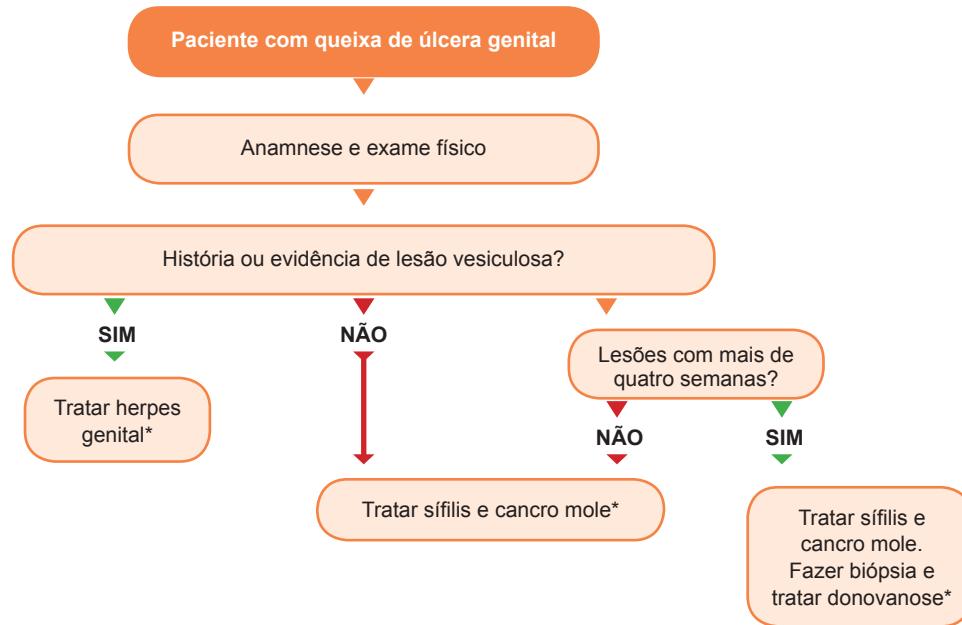 Paciente com queixa de úlcera genital
Anamnese e exame físico
História ou evidência de lesão vesiculosa?
SIM
NÃO
Lesões com mais de
quatro semanas?
Tratar herpes
genital*
NÃO
SIM
Tratar sífilis e cancro mole*
Tratar sífilis e
cancro mole.
Fazer biópsia e
tratar donovanose*